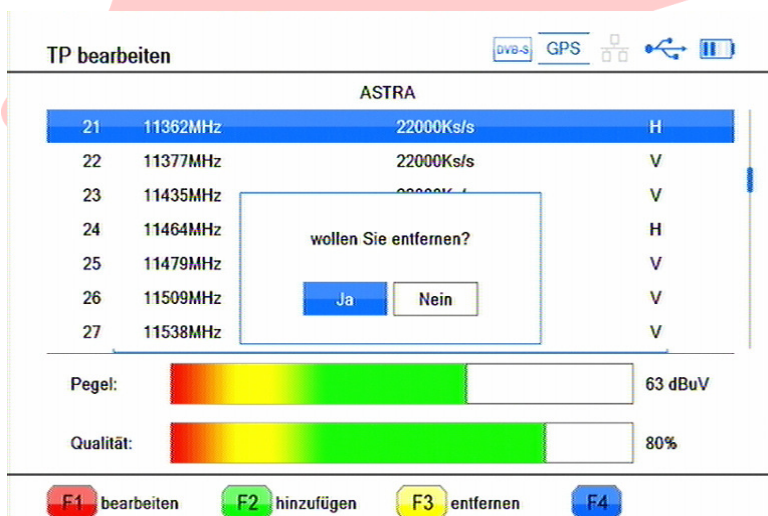 TP bearbeiten DVB-S GPS
ASTRA
21 11362MHz 22000Ks/s H
22 11377MHz 22000Ks/s V
23 11435MHz V
24 11464MHz H
25 11479MHz V
26 11509MHz V
27 11538MHz V
wollen Sie entfernen?
Ja Nein
Pegel: 63 dBuV
Qualität: 80%
F1 bearbeiten F2 hinzufügen F3 entfernen F4